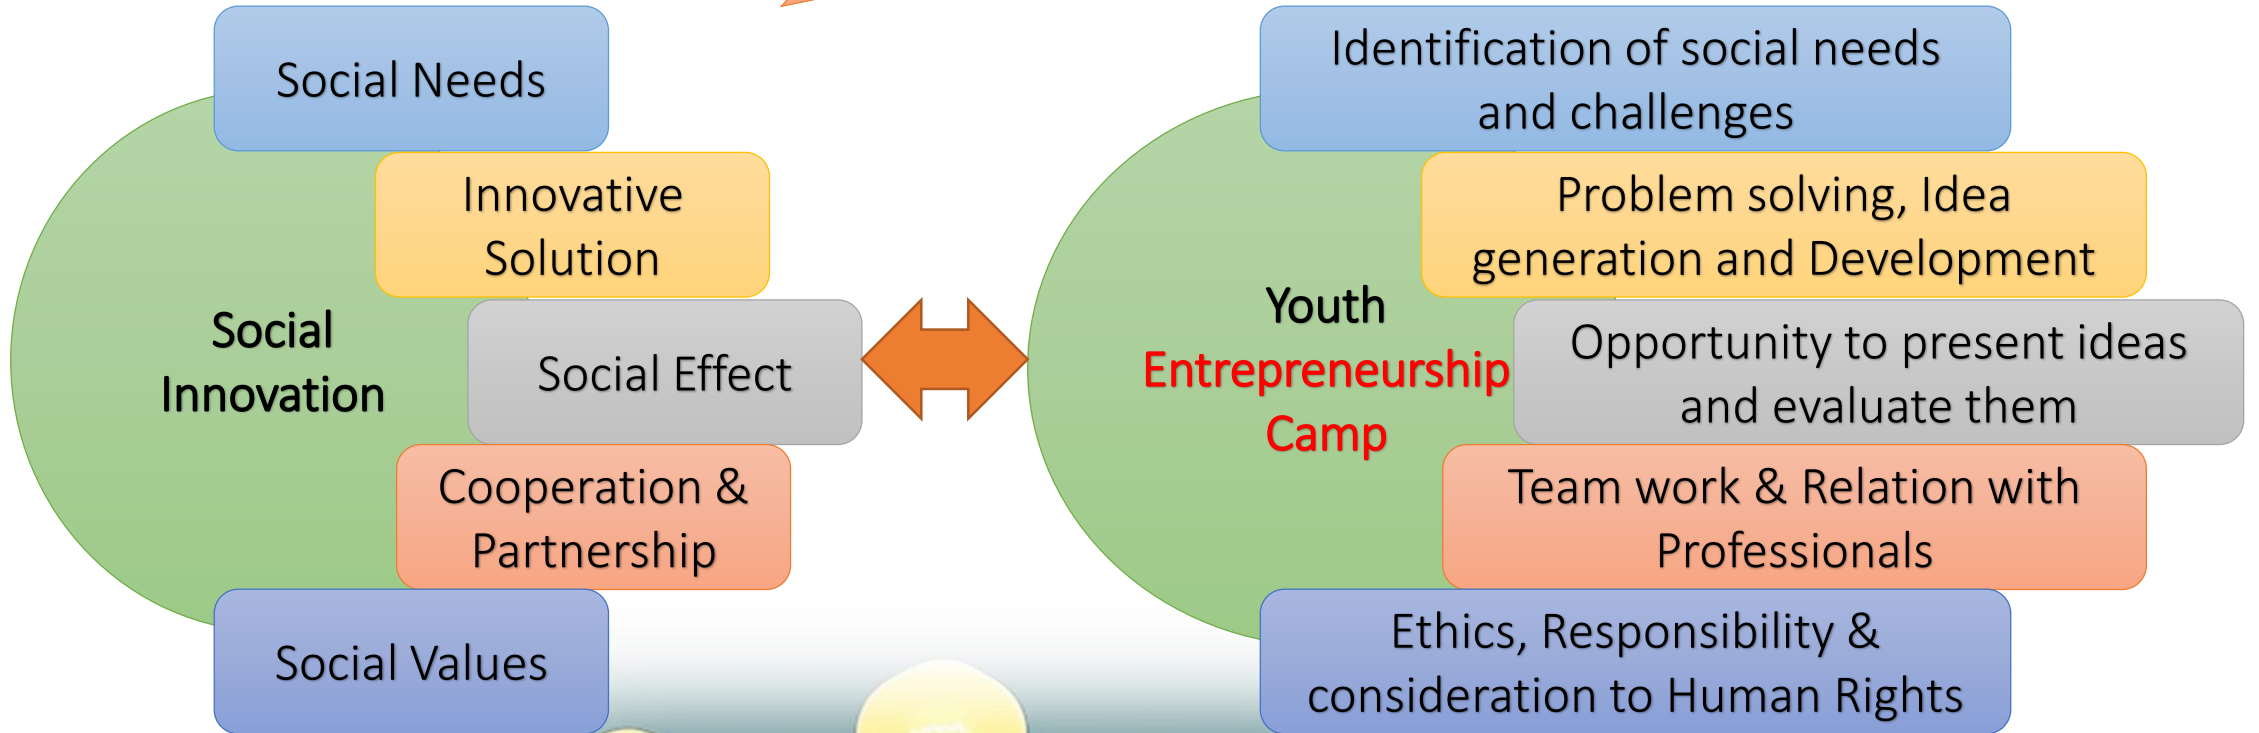 Social Needs
Innovative
Solution
Social
Innovation
Social Effect
Cooperation &
Partnership
Social Values
Identification of social needs
and challenges
Problem solving, Idea
generation and Development
Youth
Entrepreneurship
Camp
Opportunity to present ideas
and evaluate them
Team work & Relation with
Professionals
Ethics, Responsibility &
consideration to Human Rights